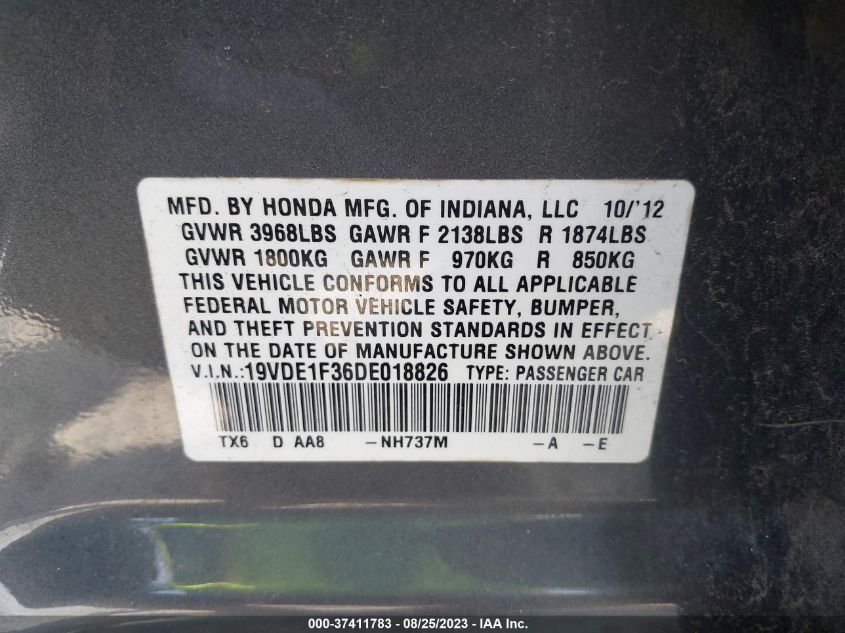 MFD. BY HONDA MFG. OF INDIANA, LLC 10/'12
GVWR 3968LBS GAWR F 2138LBS R 1874LBS
GVWR 1800KG GAWR F 970KG R 850KG
THIS VEHICLE CONFORMS TO ALL APPLICABLE
FEDERAL MOTOR VEHICLE SAFETY, BUMPER,
AND THEFT PREVENTION STANDARDS IN EFFECT
ON THE DATE OF MANUFACTURE SHOWN ABOVE.
V.I.N.:19VDE1F36DE018826 TYPE: PASSENGER CAR
TX6 D AA8 -NH737M -A -E
000-37411783 - 08/25/2023 - IAA Inc.